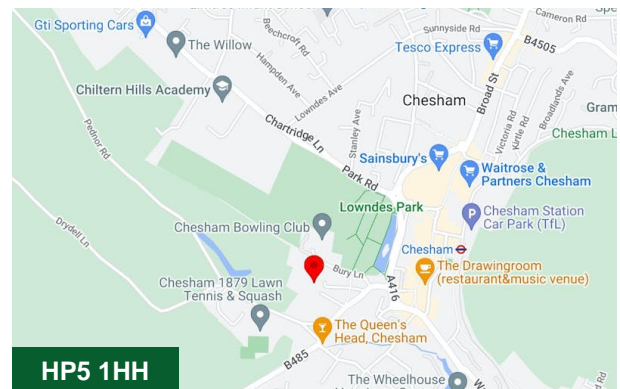 Gti Sporting Cars
The Willow
Beechcroft Rd
Sunnyside Rd
Cameron Rd
Tesco Express
B4505
Hampden Ave
Chiltern Hills Academy
Lowndes Ave
Chesham
Broad St
Broadlands Ave
Pednor Rd
Chartridge Ln
Stanley Ave
Victoria Rd
Kirtle Rd
Sainsbury's
Waitrose &
Partners Chesham
Park Rd
Lowndes Park
Drydell Ln
Chesham Bowling Club
Chesham Station
Car Park (TfL)
Chesham
Bury Ln
A416
The Drawingroom
(restaurant&music venue)
Chesham 1879 Lawn
Tennis & Squash
The Queen's
Head, Chesham
B485
The Wheelhouse
HP5 1HH